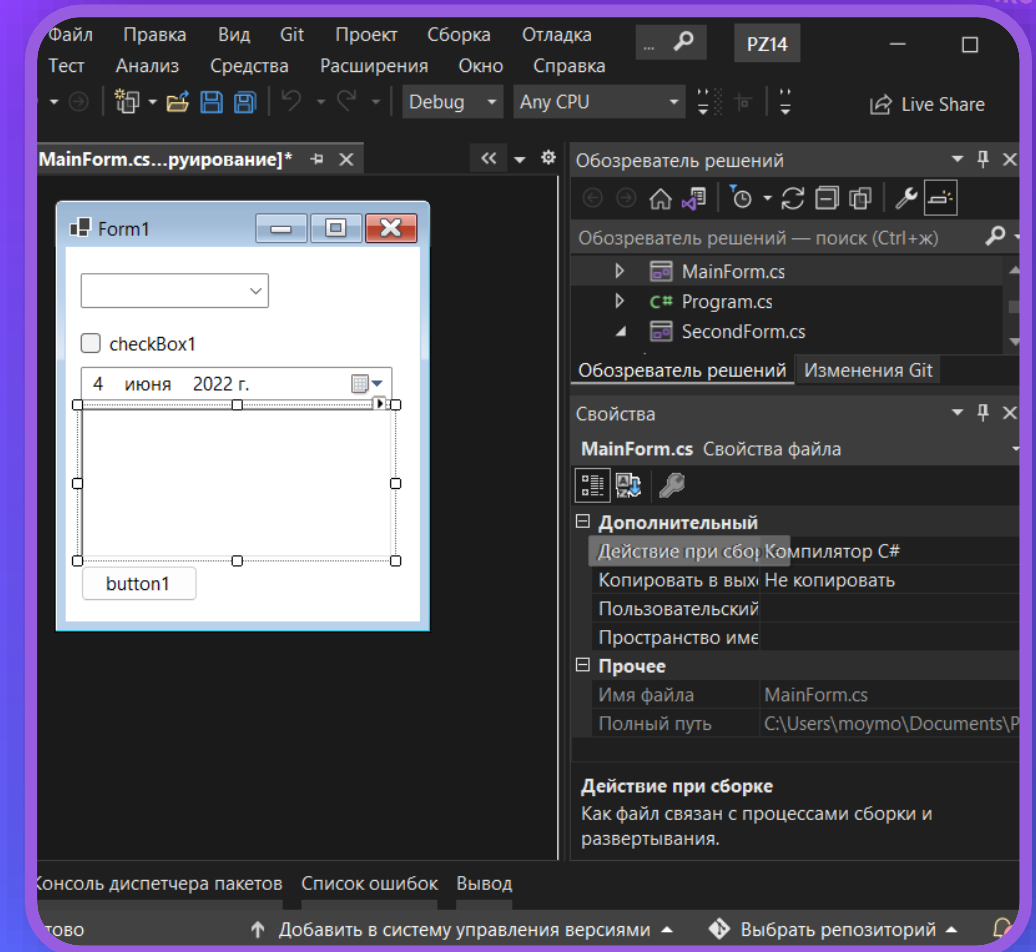 Файл Правка Вид Git Проект Сборка Отладка ... PZ14
Тест Анализ Средства Расширения Окно Справка
Debug Any CPU Live Share
MainForm.cs...руирование]*
Обозреватель решений
Form1
Обозреватель решений — поиск (Ctrl+ж)
MainForm.cs
C# Program.cs
SecondForm.cs
checkBox1
Обозреватель решений Изменения Git
4 июня 2022 г.
Свойства
MainForm.cs Свойства файла
Дополнительный
Действие при сбор Компилятор C#
Копировать в вых Не копировать
button1
Пользовательский
Пространство име
Прочее
Имя файла MainForm.cs
Полный путь C:\Users\moymo\Documents\P
Действие при сборке
Как файл связан с процессами сборки и
развертывания.
Консоль диспетчера пакетов Список ошибок Вывод
тово Добавить в систему управления версиями Выбрать репозиторий